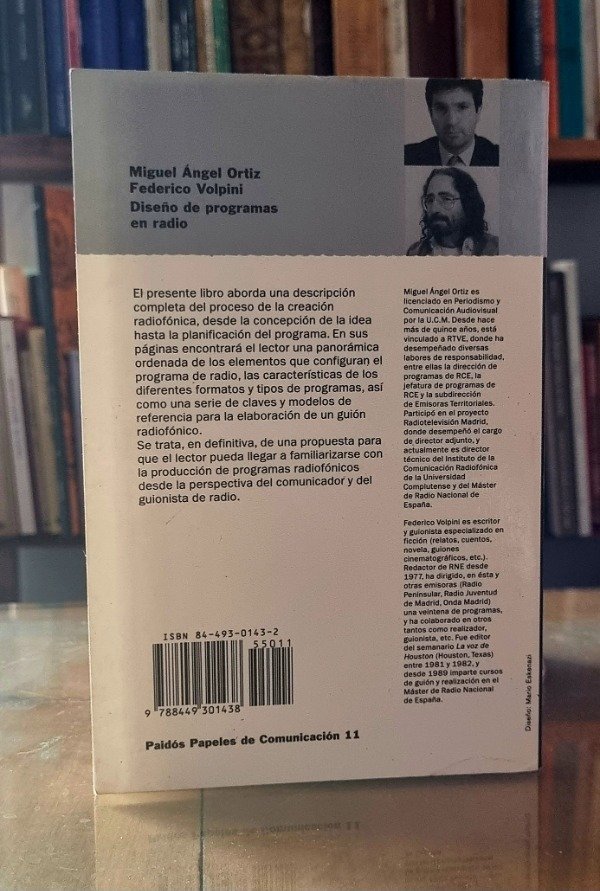 Miguel Ángel Ortiz
Federico Volpini
Diseño de programas
en radio
El presente libro aborda una descripción
completa del proceso de la creación
radiofónica, desde la concepción de la idea
hasta la planificación del programa. En sus
páginas encontrará el lector una panorámica
ordenada de los elementos que configuran el
programa de radio, las características de los
diferentes formatos y tipos de programas, así
como una serie de claves y modelos de
referencia para la elaboración de un guión
radiofónico.
Se trata, en definitiva, de una propuesta para
que el lector pueda llegar a familiarizarse con
la producción de programas radiofónicos
desde la perspectiva del comunicador y del
guionista de radio.
Miguel Ángel Ortiz es
licenciado en Periodismo y
Comunicación Audiovisual
por la U.C.M. Desde hace
más de quince años, está
vinculado a RTVE, donde ha
desempeñado diversas
labores de responsabilidad,
entre ellas la dirección de
programas de RCE, la
jefatura de programas de
RCE y la subdirección
de Emisoras Territoriales.
Participó en el proyecto
Radiotelevisión Madrid,
donde desempeñó el cargo
de director adjunto, y
actualmente es director
técnico del Instituto de la
Comunicación Radiofónica
de la Universidad
Complutense y del Máster
de Radio Nacional de
España.
Federico Volpini es escritor
y guionista especializado en
ficción (relatos, cuentos,
novela, guiones
cinematográficos, etc.).
Redactor de RNE desde
1977, ha dirigido, en ésta y
otras emisoras (Radio
Peninsular, Radio Juventud
de Madrid, Onda Madrid)
una veintena de programas,
y ha colaborado en otros
tantos como realizador,
guionista, etc. Fue editor
del semanario La voz de
Houston (Houston, Texas)
entre 1981 y 1982, y
desde 1989 imparte cursos
de guión y realización en el
Máster de Radio Nacional
de España.
Diseño: Mario Eskenazi
ISBN 84-493-0143-2
55011
9 788449 301438
Paidós Papeles de Comunicación 11